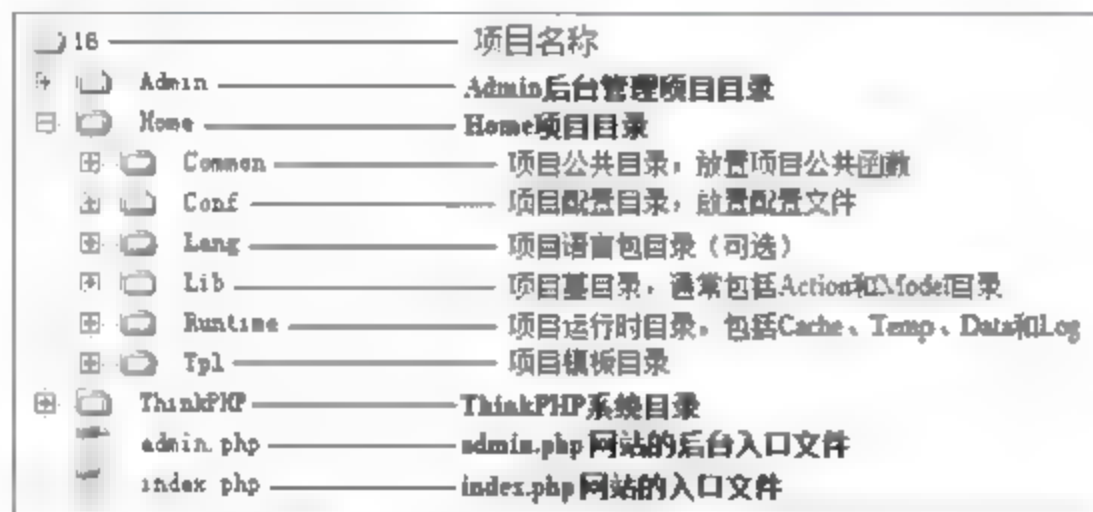 16 项目名称
Admin Admin后台管理项目目录
Home Home项目目录
Common 项目公共目录，放置项目公共函数
Conf 项目配置目录，放置配置文件
Lang 项目语言包目录（可选）
Lib 项目基目录，通常包括Action和Model目录
Runtime 项目运行时目录，包括Cache、Temp、Data和Log
Tpl 项目模板目录
ThinkPHP ThinkPHP系统目录
admin.php admin.php网站的后台入口文件
index.php index.php网站的入口文件